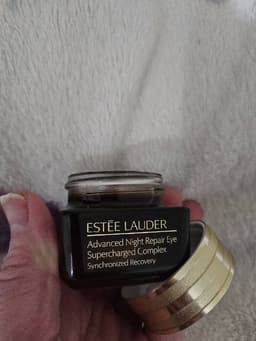 ESTĒE LAUDER
Advanced Night Repair Eye
Supercharged Complex
Synchronized Recovery